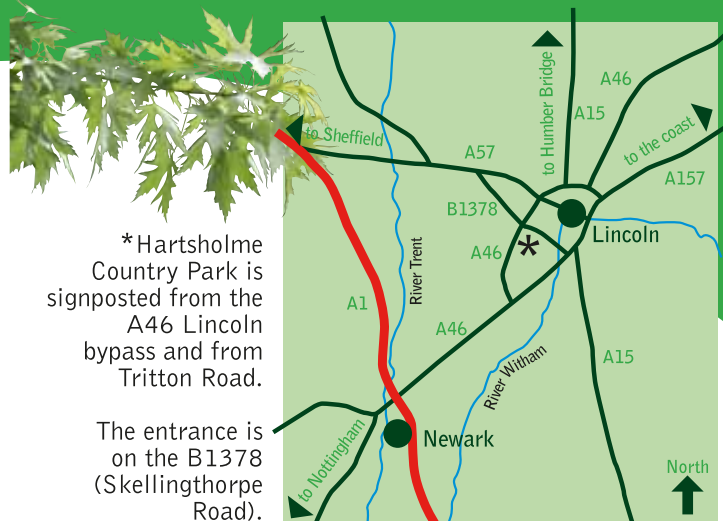 *Hartsholme
Country Park is
signposted from the
A46 Lincoln
bypass and from
Tritton Road.
The entrance is
on the B1378
(Skellingthorpe
Road).
to Sheffield
A57
to Humber Bridge
A15
A46
to the coast
A157
B1378
A46
*
Lincoln
River Trent
A1
A46
River Witham
A15
Newark
to Nottingham
North